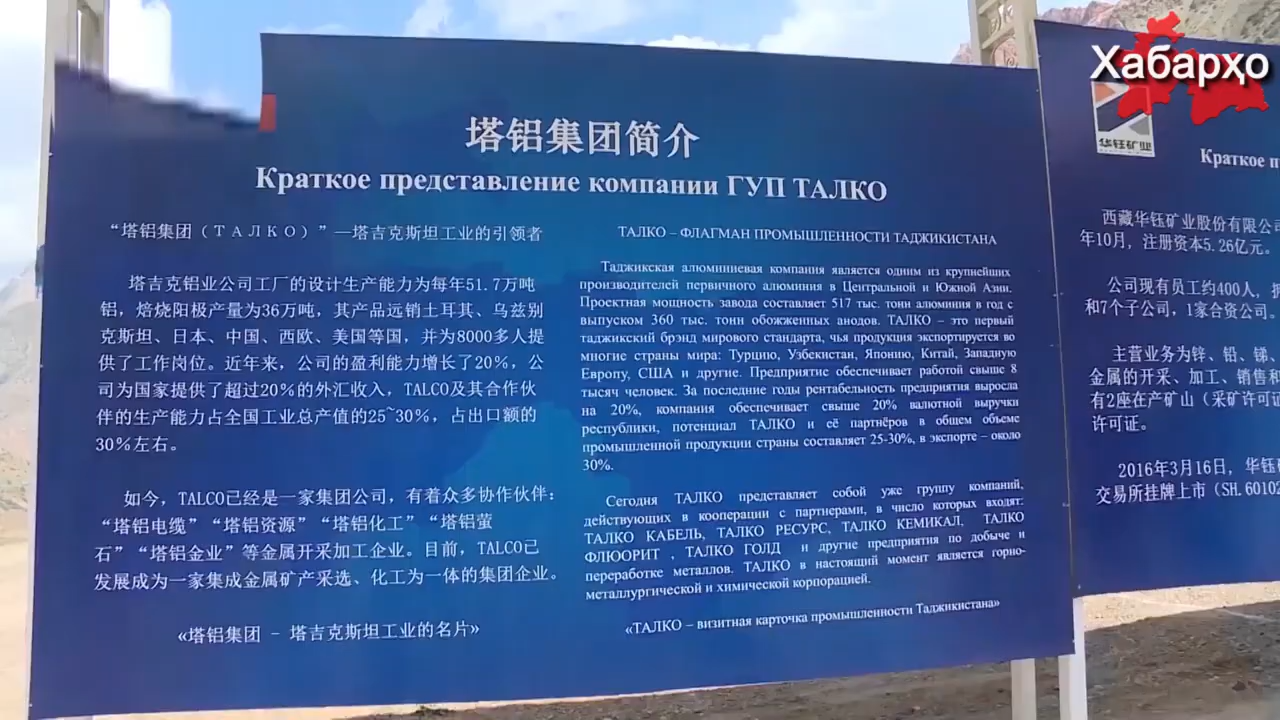 Хабарҳо
塔铝集团简介
Краткое представление компании ГУП ТАЛКО
“塔铝集团（ТАЛКО）”—塔吉克斯坦工业的引领者
塔吉克铝业公司工厂的设计生产能力为每年51.7万吨
铝，焙烧阳极产量为36万吨，其产品远销土耳其、乌兹别
克斯坦、日本、中国、西欧、美国等国，并为8000多人提
供了工作岗位。近年来，公司的盈利能力增长了20%，公
司为国家提供了超过20%的外汇收入，TALCO及其合作伙
伴的生产能力占全国工业总产值的25~30%，占出口额的
30%左右。
如今，TALCO已经是一家集团公司，有着众多协作伙伴：
“塔铝电缆”“塔铝资源”“塔铝化工”“塔铝萤
石”“塔铝金业”等金属开采加工企业。目前，TALCO已
发展成为一家集成金属矿产采选、化工为一体的集团企业。
«塔铝集团 – 塔吉克斯坦工业的名片»
ТАЛКО – ФЛАГМАН ПРОМЫШЛЕННОСТИ ТАДЖИКИСТАНА
Таджикская алюминиевая компания является одним из крупнейших
производителей первичного алюминия в Центральной и Южной Азии.
Проектная мощность завода составляет 517 тыс. тонн алюминия в год с
выпуском 360 тыс. тонн обожженных анодов. ТАЛКО – это первый
таджикский брэнд мирового стандарта, чья продукция экспортируется во
многие страны мира: Турцию, Узбекистан, Японию, Китай, Западную
Европу, США и другие. Предприятие обеспечивает работой свыше 8
тысяч человек. За последние годы рентабельность предприятия выросла
на 20%, компания обеспечивает свыше 20% валютной выручки
республики, потенциал ТАЛКО и её партнёров в общем объеме
промышленной продукции страны составляет 25-30%, в экспорте – около
30%.
Сегодня ТАЛКО представляет собой уже группу компаний,
действующих в кооперации с партнерами, в число которых входят:
ТАЛКО КАБЕЛЬ, ТАЛКО РЕСУРС, ТАЛКО КЕМИКАЛ, ТАЛКО
ФЛЮОРИТ , ТАЛКО ГОЛД и другие предприятия по добыче и
переработке металлов. ТАЛКО в настоящий момент является горно-
металлургической и химической корпорацией.
«ТАЛКО – визитная карточка промышленности Таджикистана»
华钰矿业
Краткое п
西藏华钰矿业股份有限公司
年10月，注册资本5.26亿元。
公司现有员工约400人，拥
和7个子公司，1家合资公司。
主营业务为锌、铅、锑、
金属的开采、加工、销售和
有2座在产矿山（采矿许可证
许可证。
2016年3月16日，华钰
交易所挂牌上市（SH.60102